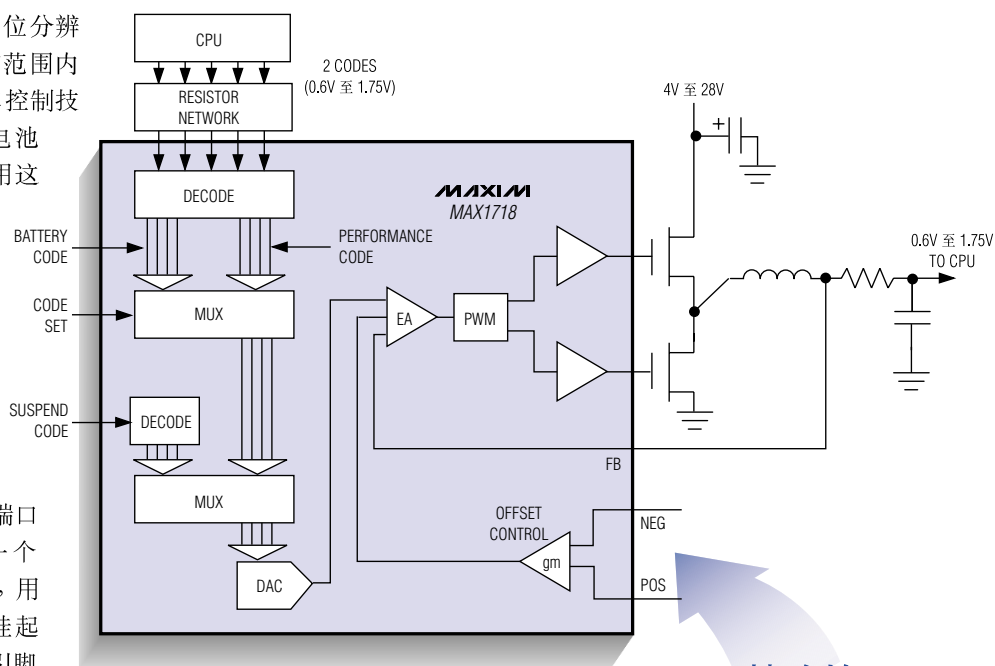 位分辨
范围内
控制技
电池
用这
端口
一个
，用
挂起
CPU
2 CODES
(0.6V 至 1.75V)
RESISTOR
NETWORK
4V 至 28V
+
DECODE
MAXIM
MAX1718
BATTERY
CODE
PERFORMANCE
CODE
0.6V 至 1.75V
TO CPU
CODE
SET
MUX
EA
PWM
SUSPEND
CODE
DECODE
FB
MUX
OFFSET
CONTROL
NEG
gm
DAC
POS